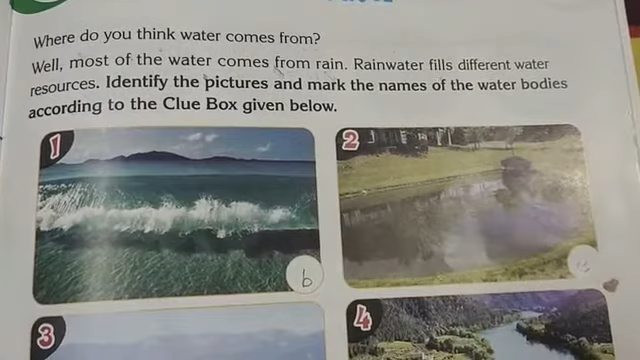 Where do you think water comes from?
Well, most of the water comes from rain. Rainwater fills different water
resources. Identify the pictures and mark the names of the water bodies
according to the Clue Box given below.
1
2
b
3
4